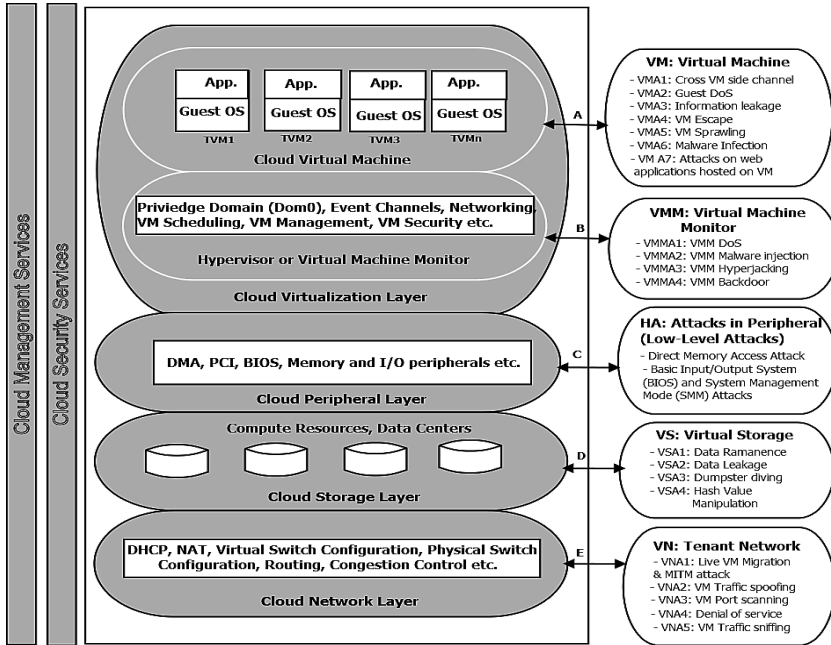 Cloud Management Services
Cloud Security Services
App.
App.
App.
App.
Guest OS
Guest OS
Guest OS
Guest OS
TVM1
TVM2
TVM3
TVMn
Cloud Virtual Machine
Priviedge Domain (Dom0), Event Channels, Networking,
VM Scheduling, VM Management, VM Security etc.
Hypervisor or Virtual Machine Monitor
Cloud Virtualization Layer
DMA, PCI, BIOS, Memory and I/O peripherals etc.
Cloud Peripheral Layer
Compute Resources, Data Centers
Cloud Storage Layer
DHCP, NAT, Virtual Switch Configuration, Physical Switch
Configuration, Routing, Congestion Control etc.
Cloud Network Layer
A
B
C
D
E
VM: Virtual Machine
- VMA1: Cross VM side channel
- VMA2: Guest DoS
- VMA3: Information leakage
- VMA4: VM Escape
- VMA5: VM Sprawling
- VMA6: Malware Infection
- VM A7: Attacks on web
applications hosted on VM
VMM: Virtual Machine
Monitor
- VMMA1: VMM DoS
- VMMA2: VMM Malware injection
- VMMA3: VMM Hyperjacking
- VMMA4: VMM Backdoor
HA: Attacks in Peripheral
(Low-Level Attacks)
- Direct Memory Access Attack
- Basic Input/Output System
(BIOS) and System Management
Mode (SMM) Attacks
VS: Virtual Storage
- VSA1: Data Ramanence
- VSA2: Data Leakage
- VSA3: Dumpster diving
- VSA4: Hash Value
Manipulation
VN: Tenant Network
- VNA1: Live VM Migration
& MITM attack
- VNA2: VM Traffic spoofing
- VNA3: VM Port scanning
- VNA4: Denial of service
- VNA5: VM Traffic sniffing